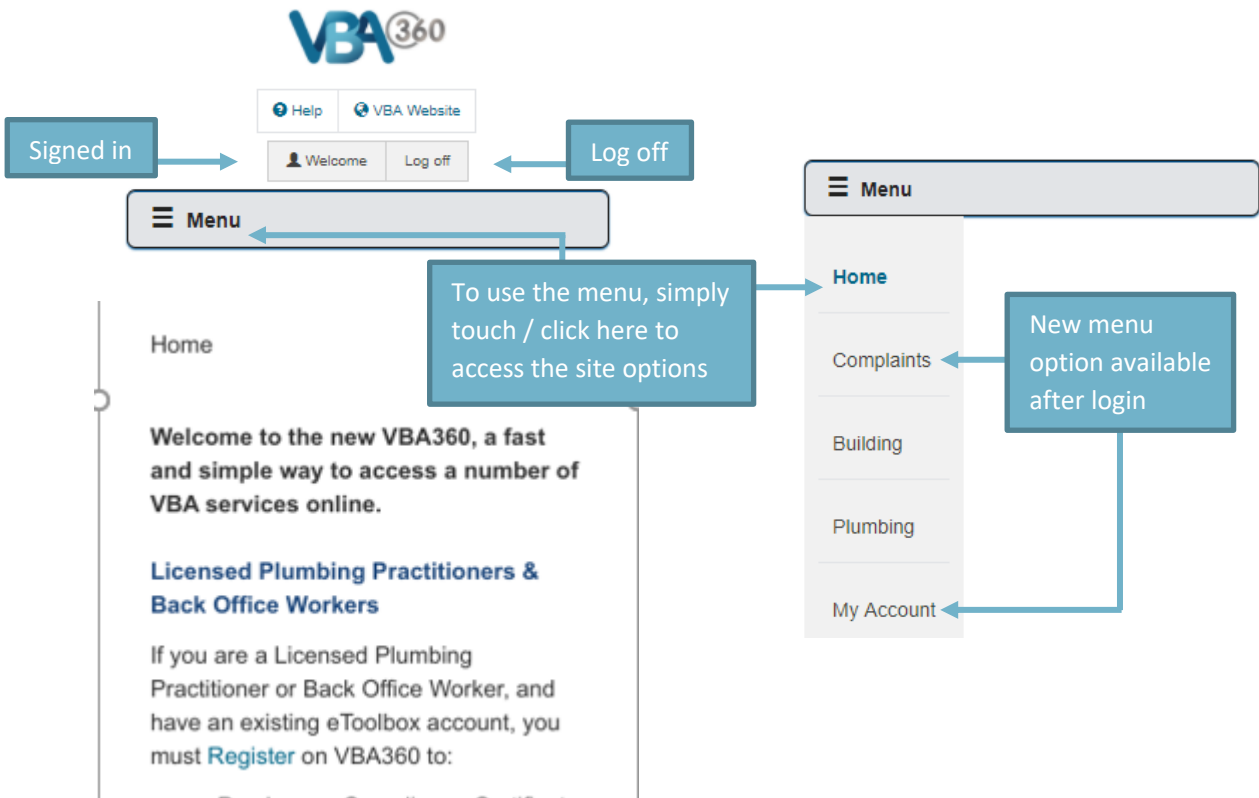 VBA360
Help VBA Website
Signed in
Welcome Log off
Log off
Menu
To use the menu, simply
touch / click here to
access the site options
Home
Welcome to the new VBA360, a fast
and simple way to access a number of
VBA services online.
Licensed Plumbing Practitioners &
Back Office Workers
If you are a Licensed Plumbing
Practitioner or Back Office Worker, and
have an existing eToolbox account, you
must Register on VBA360 to:
Menu
Home
Complaints
Building
Plumbing
My Account
New menu
option available
after login